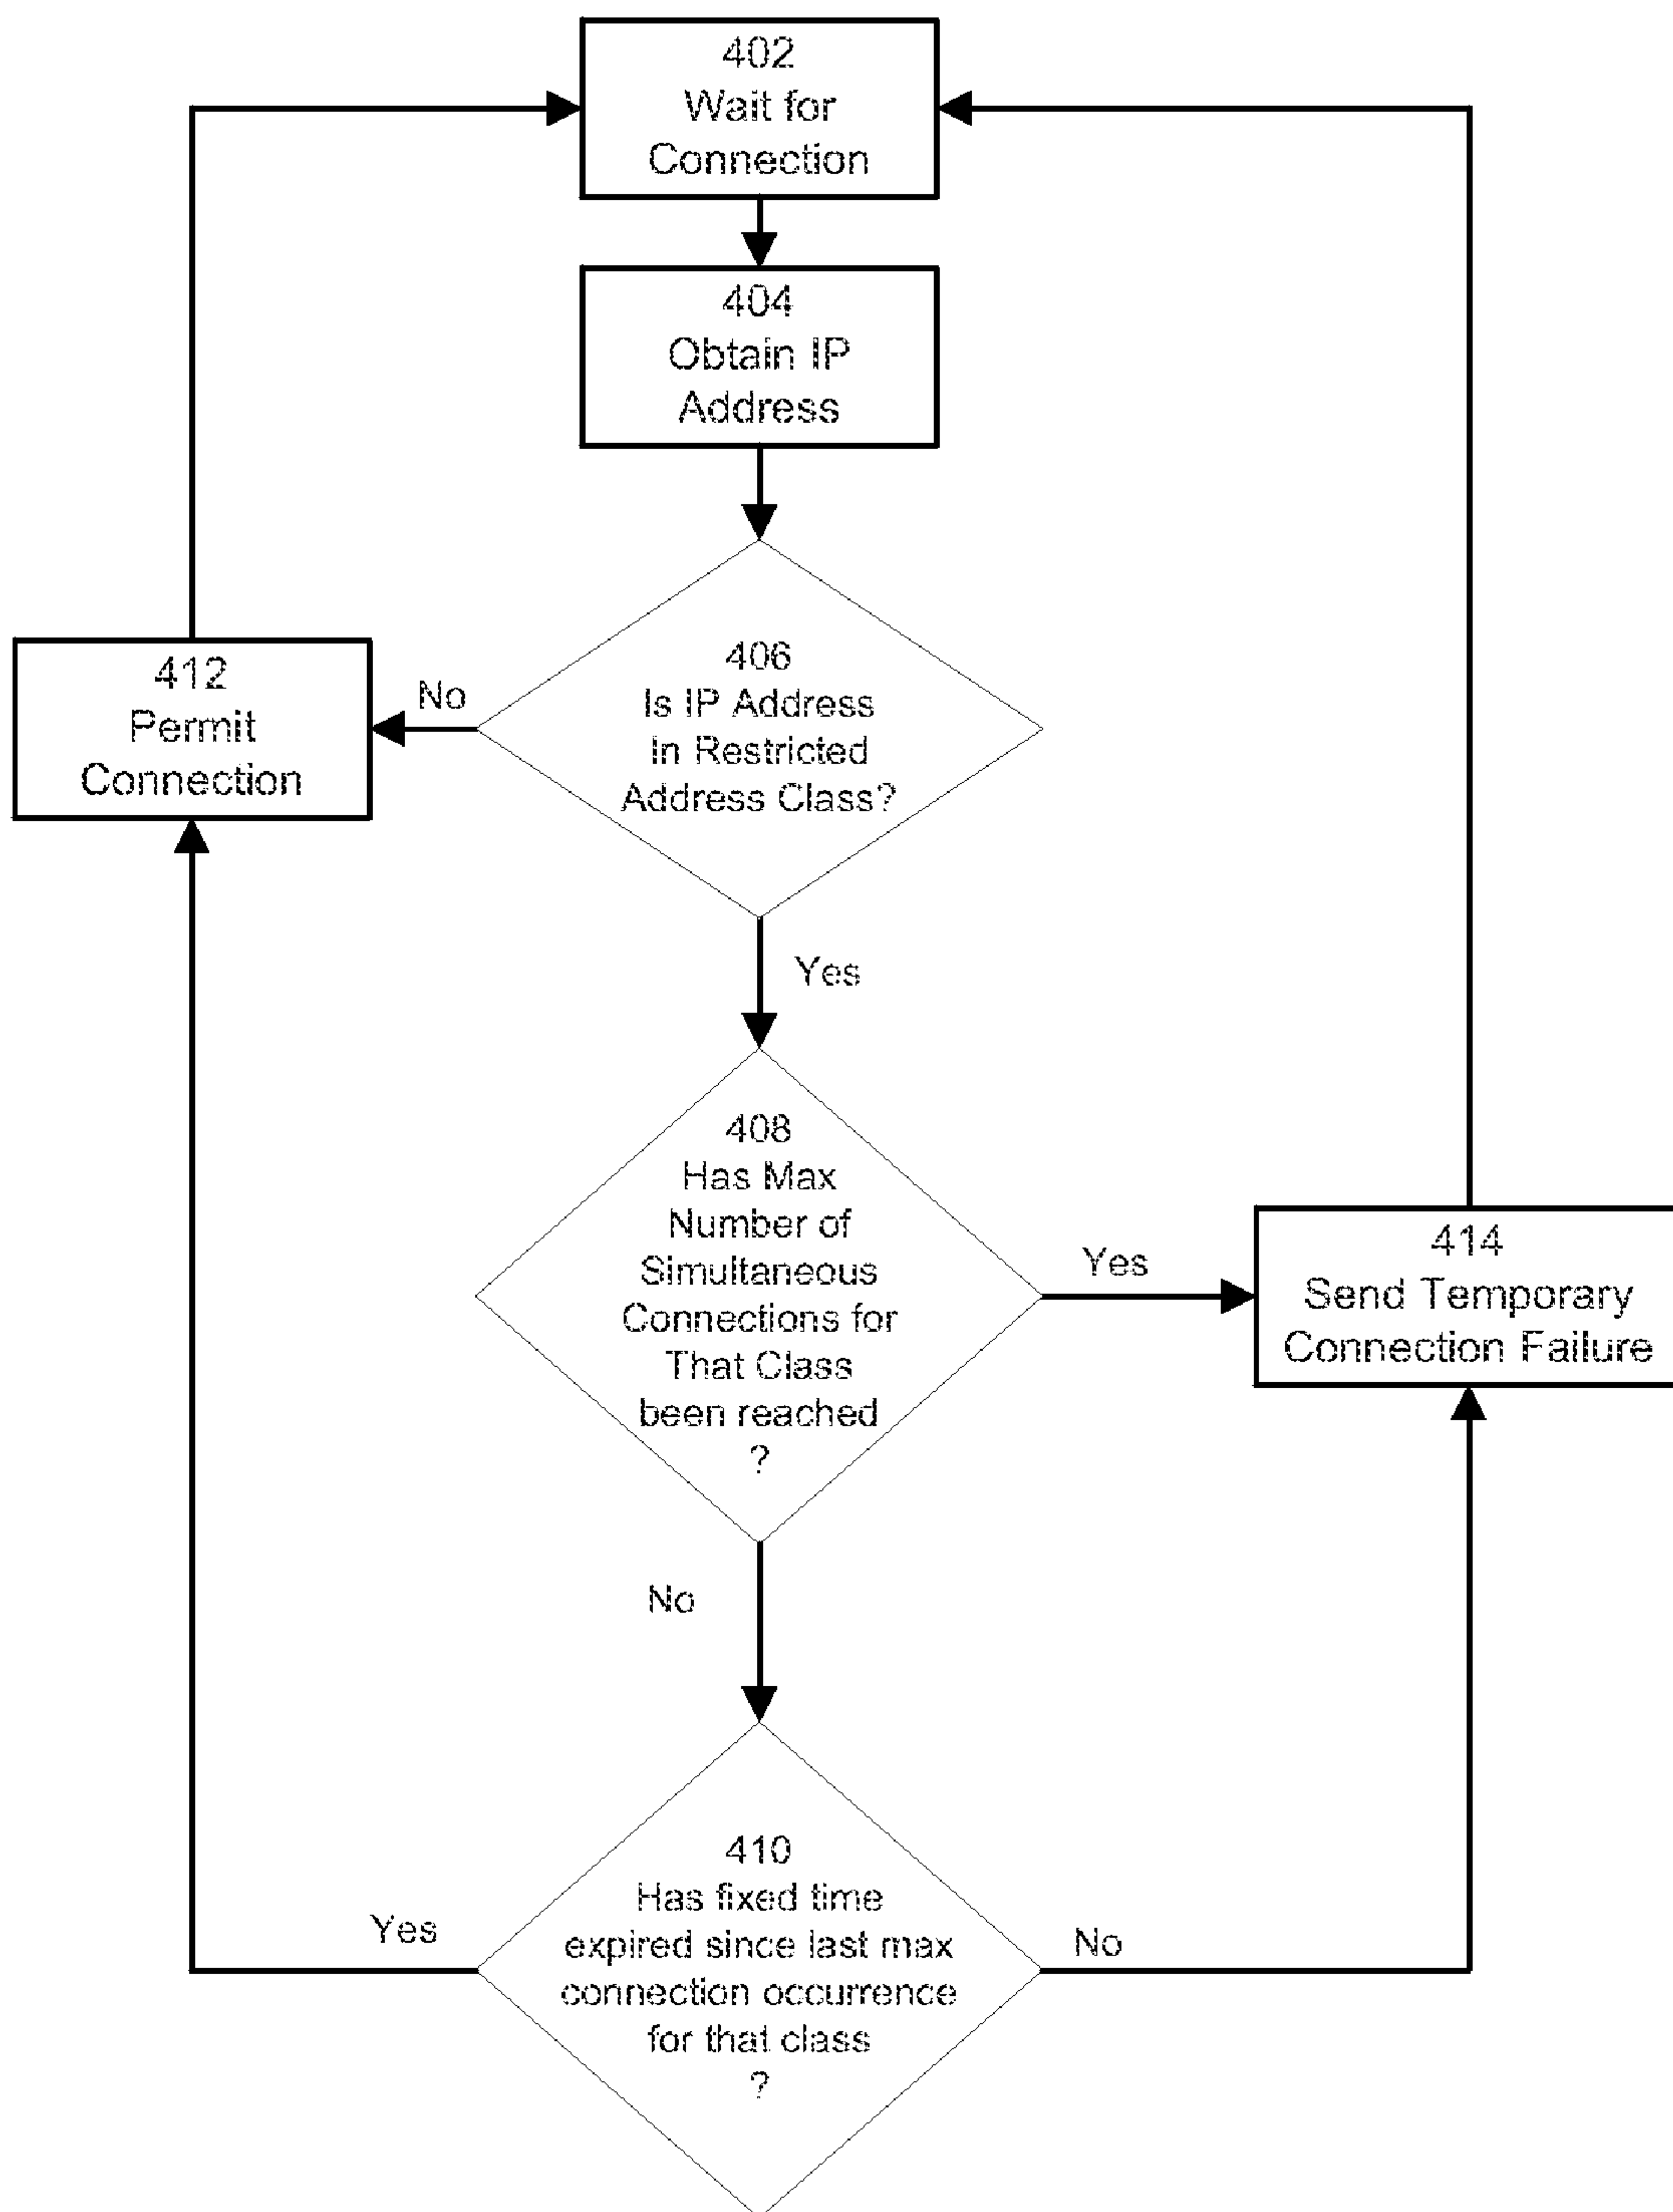 402
Wait for
Connection
404
Obtain IP
Address
406
Is IP Address
In Restricted
Address Class?
No
412
Permit
Connection
Yes
408
Has Max
Number of
Simultaneous
Connections for
That Class
been reached
?
Yes
414
Send Temporary
Connection Failure
No
410
Has fixed time
expired since last max
connection occurrence
for that class
?
Yes
No